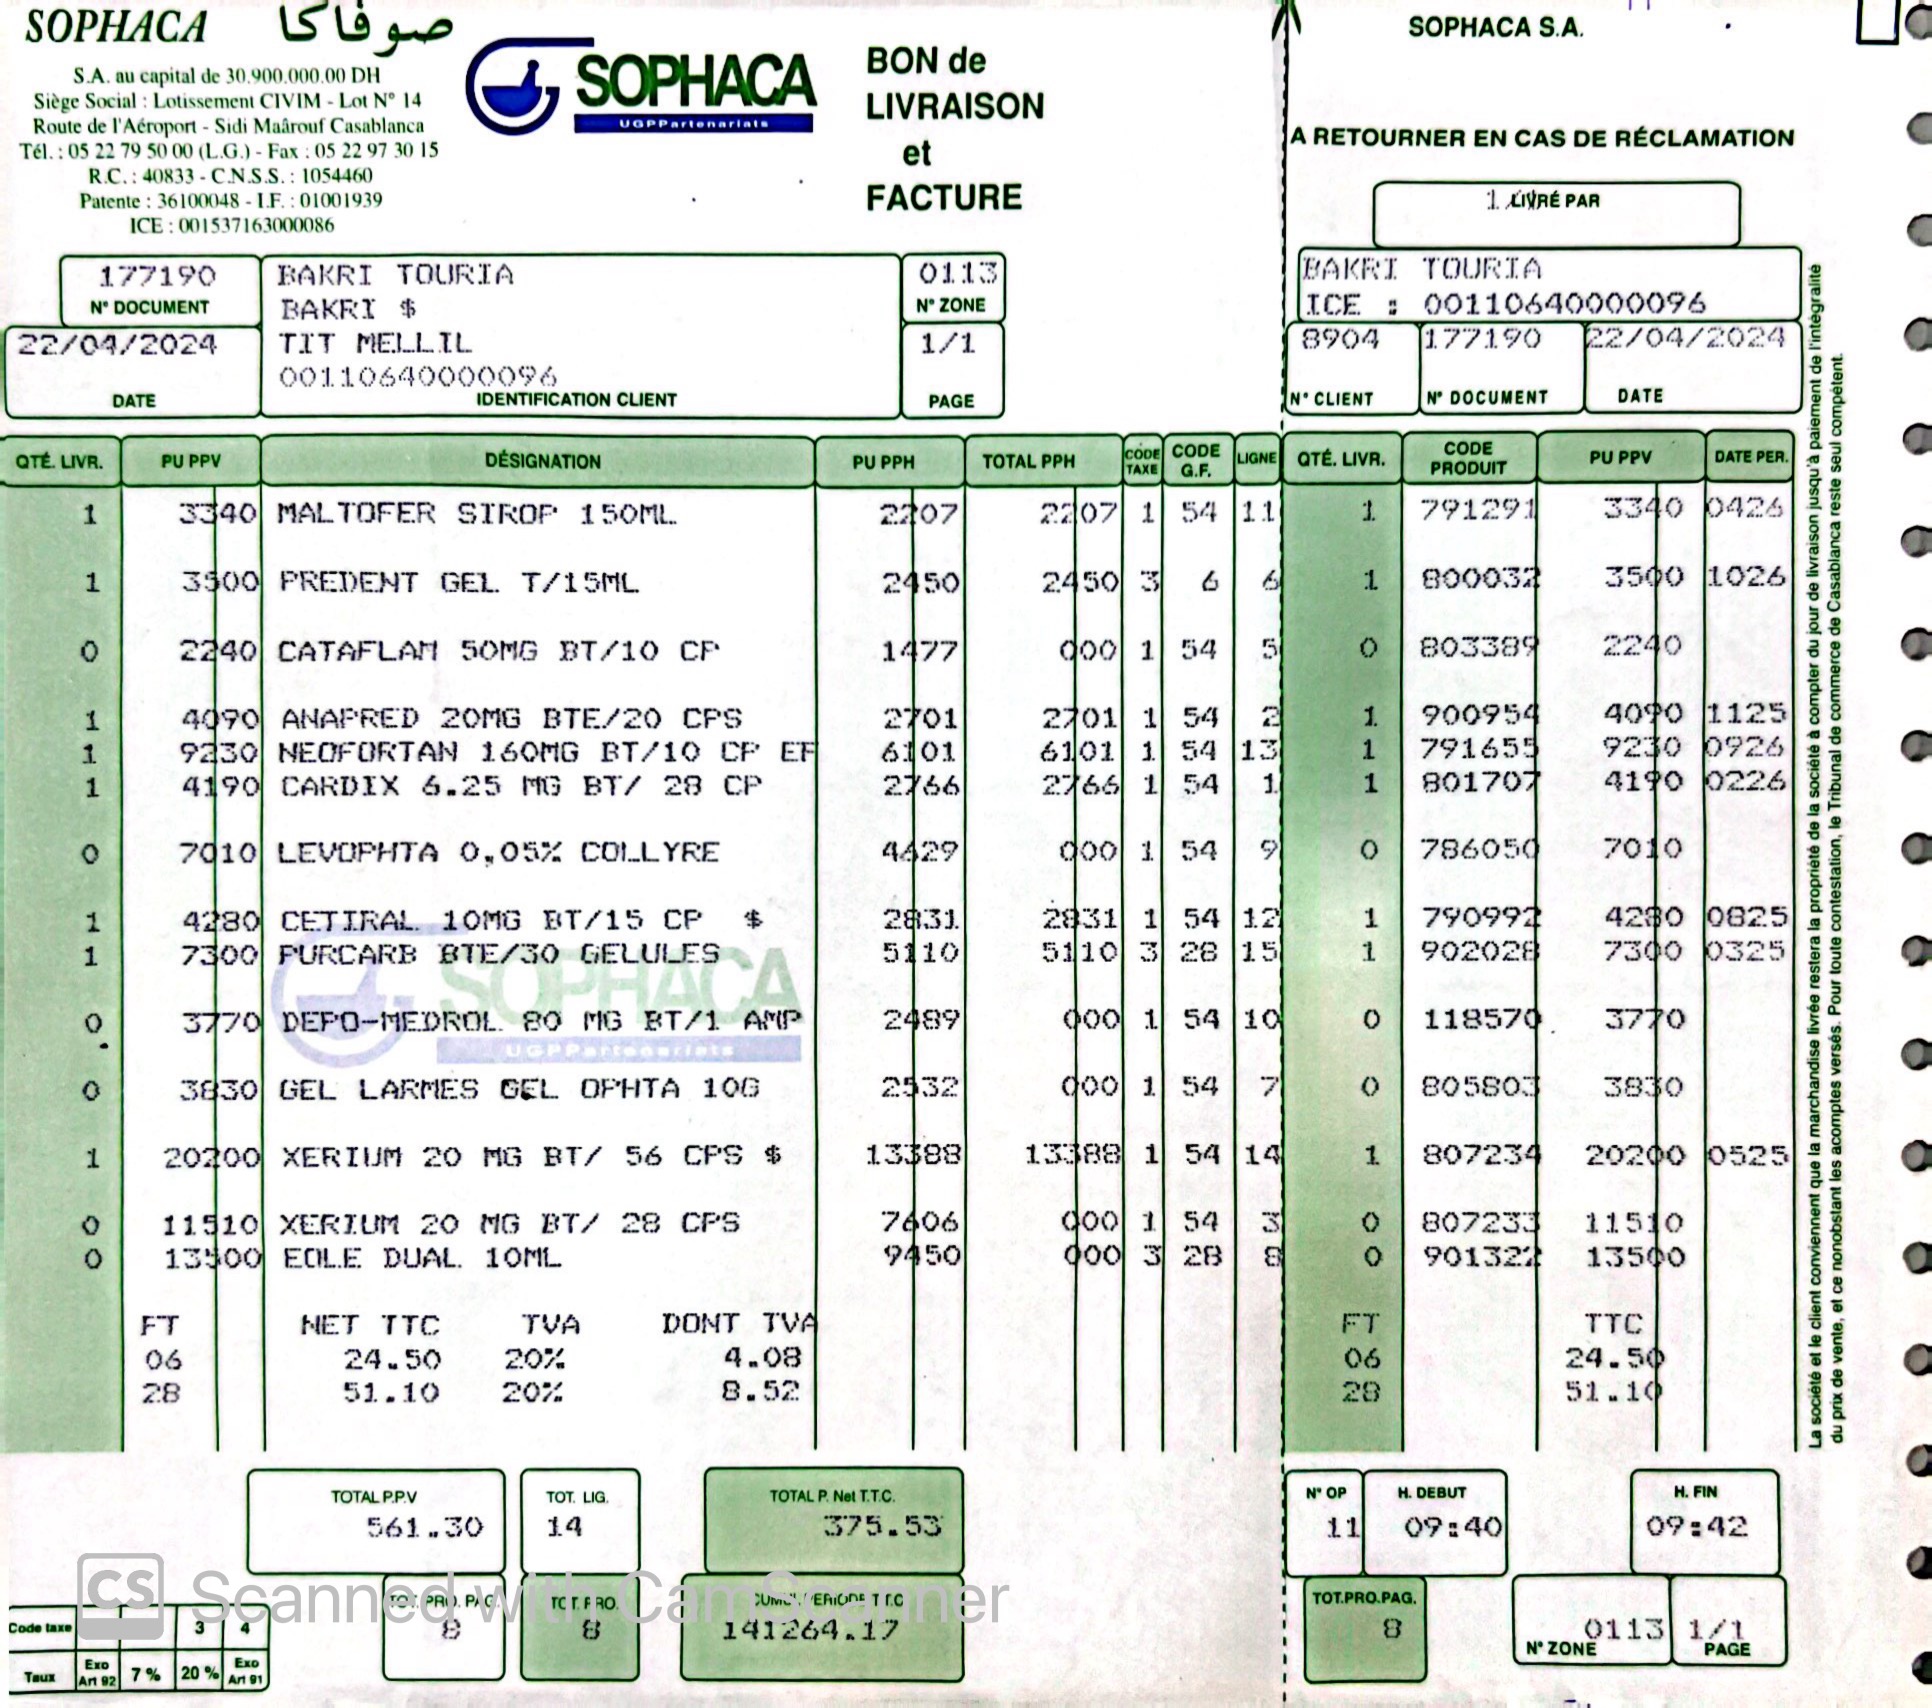 SOPHACA صوفاكا
S.A. au capital de 30.900.000.00 DH
Siège Social : Lotissement CIVIM - Lot N° 14
Route de l'Aéroport - Sidi Maârouf Casablanca
Tél. : 05 22 79 50 00 (L.G.) - Fax : 05 22 97 30 15
R.C. : 40833 - C.N.S.S. : 1054460
Patente : 36100048 - I.F. : 01001939
ICE : 001537163000086
SOPHACA
UGPPartenariats
BON de
LIVRAISON
et
FACTURE
SOPHACA S.A.
A RETOURNER EN CAS DE RÉCLAMATION
LIVRÉ PAR
177190
N° DOCUMENT
22/04/2024
DATE
BAKRI TOURIA
BAKRI $
TIT MELLIL
001106400000096
IDENTIFICATION CLIENT
0113
N° ZONE
1/1
PAGE
BAKRI TOURIA
ICE : 001106400000096
8904 177190 22/04/2024
N° CLIENT N° DOCUMENT DATE
QTÉ. LIVR. PU PPV DÉSIGNATION PU PPH TOTAL PPH CODE TAXE CODE G.F. LIGNE QTÉ. LIVR. CODE PRODUIT PU PPV DATE PER.
1 3340 MALTOFER SIROP 150ML 2207 2207 1 54 11 1 791291 3340 0426
1 3500 PREDENT GEL T/15ML 2450 2450 3 6 6 1 800032 3500 1026
0 2240 CATAFLAM 50MG BT/10 CP 1477 000 1 54 5 0 803389 2240
1 4090 ANAPRED 20MG BTE/20 CPS 2701 2701 1 54 2 1 900954 4090 1125
1 9230 NEOFORTAN 160MG BT/10 CP EF 6101 6101 1 54 13 1 791655 9230 0926
1 4190 CARDIX 6.25 MG BT/ 28 CP 2766 2766 1 54 1 1 801707 4190 0226
0 7010 LEVOPHTA 0,05% COLLYRE 4629 000 1 54 9 0 786050 7010
1 4280 CETIRAL 10MG BT/15 CP $ 2831 2831 1 54 12 1 790992 4280 0825
1 7300 PURCARB BTE/30 GELULES 5110 5110 3 28 15 1 902028 7300 0325
SOPHACA
0 3770 DEPO-MEDROL 80 MG BT/1 AMP 2489 000 1 54 10 0 118570 3770
UGPPartenariats
0 3830 GEL LARMES GEL OPHTA 10G 2532 000 1 54 7 0 805803 3830
1 20200 XERIUM 20 MG BT/ 56 CPS $ 13388 13388 1 54 14 1 807234 20200 0525
0 11510 XERIUM 20 MG BT/ 28 CPS 7606 000 1 54 3 0 807233 11510
0 13500 EOLE DUAL 10ML 9450 000 3 28 8 0 901322 13500
FT NET TTC TVA DONT TVA FT TTC
06 24.50 20% 4.08 06 24.50
28 51.10 20% 8.52 28 51.10
La société et le client conviennent que la marchandise livrée restera la propriété de la société à compter du jour de livraison jusqu'à paiement de l'intégralité
du prix de vente, et ce nonobstant les acomptes versés. Pour toute contestation, le Tribunal de commerce de Casablanca reste seul compétent.
TOTAL P.P.V TOT. LIG. TOTAL P. Net T.T.C. N° OP H. DEBUT H. FIN
561.30 14 375.53 11 09:40 09:42
CS Scanned with CamScanner
TOT. PRO. PAG. TOT. PRO. CUMUL PERIODE T.T.C TOT.PRO.PAG.
8 8 141264.17 8 0113 1/1
N° ZONE PAGE
Code taxe 3 4
Taux Exo Art 92 7 % 20 % Exo Art 91